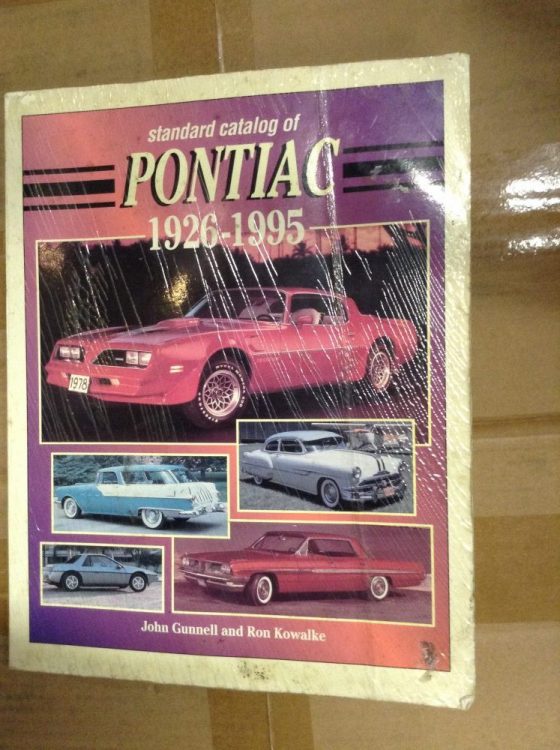 standard catalog of
PONTIAC
1926-1995
1978
John Gunnell and Ron Kowalke